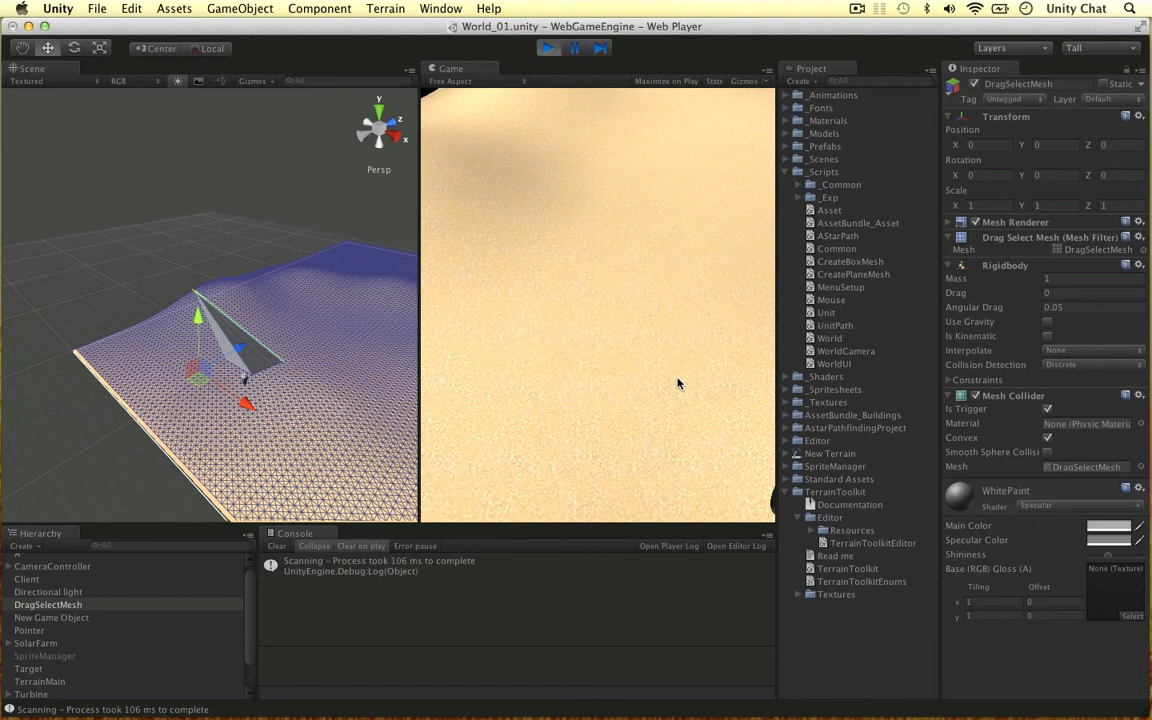 Unity File Edit Assets GameObject Component Terrain Window Help Unity Chat
World_01.unity - WebGameEngine - Web Player
Center Local Layers Tall
Scene
Textured RGB Gizmos All
y
z
x
Persp
Game
Free Aspect Maximize on Play Stats Gizmos
Project
Create All
_Animations
_Fonts
_Materials
_Models
_Prefabs
_Scenes
_Scripts
_Common
_Exp
Asset
AssetBundle_Asset
AStarPath
Common
CreateBoxMesh
CreatePlaneMesh
MenuSetup
Mouse
Unit
UnitPath
World
WorldCamera
WorldUI
_Shaders
_Spritesheets
_Textures
AssetBundle_Buildings
AstarPathfindingProject
Editor
New Terrain
SpriteManager
Standard Assets
TerrainToolkit
Documentation
Editor
Resources
TerrainToolkitEditor
Read me
TerrainToolkit
TerrainToolkitEnums
Textures
Inspector
DragSelectMesh Static
Tag Untagged Layer Default
Transform
Position
X 0 Y 0 Z 0
Rotation
X 0 Y 0 Z 0
Scale
X 1 Y 1 Z 1
Mesh Renderer
Drag Select Mesh (Mesh Filter)
Mesh DragSelectMesh
Rigidbody
Mass 1
Drag 0
Angular Drag 0.05
Use Gravity
Is Kinematic
Interpolate None
Collision Detection Discrete
Constraints
Mesh Collider
Is Trigger
Material None (Physic Materia
Convex
Smooth Sphere Collisi
Mesh DragSelectMesh
WhitePaint
Shader Specular
Main Color
Specular Color
Shininess
Base (RGB) Gloss (A) None (Texture)
Tiling Offset
x 1 0
y 1 0
Select
Hierarchy
Create All
CameraController
Client
Directional light
DragSelectMesh
New Game Object
Pointer
SolarFarm
SpriteManager
Target
TerrainMain
Turbine
Console
Clear Collapse Clear on play Error pause Open Player Log Open Editor Log
Scanning - Process took 106 ms to complete
UnityEngine.Debug:Log(Object)
Scanning - Process took 106 ms to complete